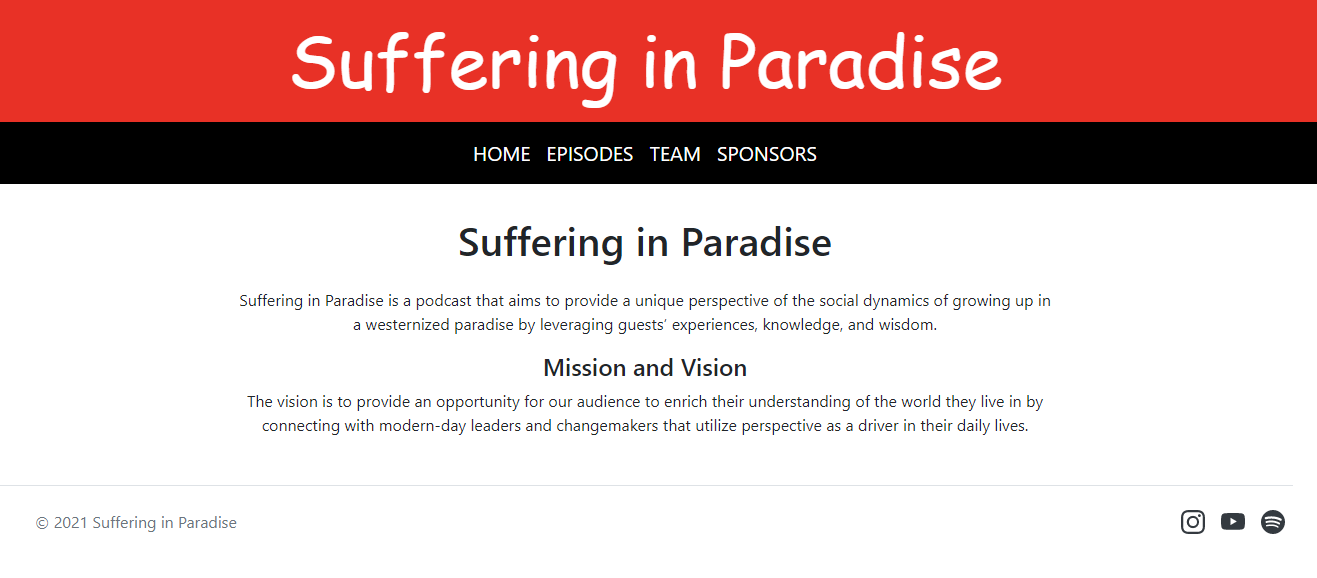 Suffering in Paradise
HOME EPISODES TEAM SPONSORS
Suffering in Paradise
Suffering in Paradise is a podcast that aims to provide a unique perspective of the social dynamics of growing up in
a westernized paradise by leveraging guests’ experiences, knowledge, and wisdom.
Mission and Vision
The vision is to provide an opportunity for our audience to enrich their understanding of the world they live in by
connecting with modern-day leaders and changemakers that utilize perspective as a driver in their daily lives.
© 2021 Suffering in Paradise